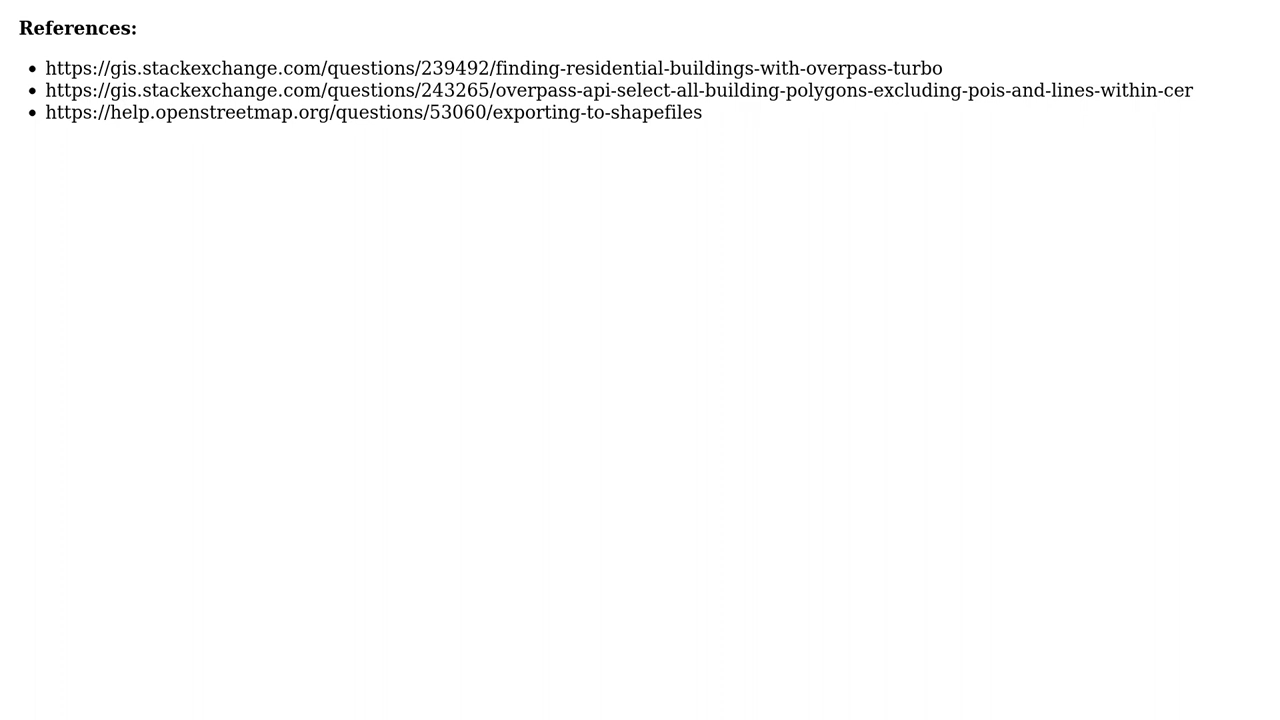 References:
• https://gis.stackexchange.com/questions/239492/finding-residential-buildings-with-overpass-turbo
• https://gis.stackexchange.com/questions/243265/overpass-api-select-all-building-polygons-excluding-pois-and-lines-within-cer
• https://help.openstreetmap.org/questions/53060/exporting-to-shapefiles